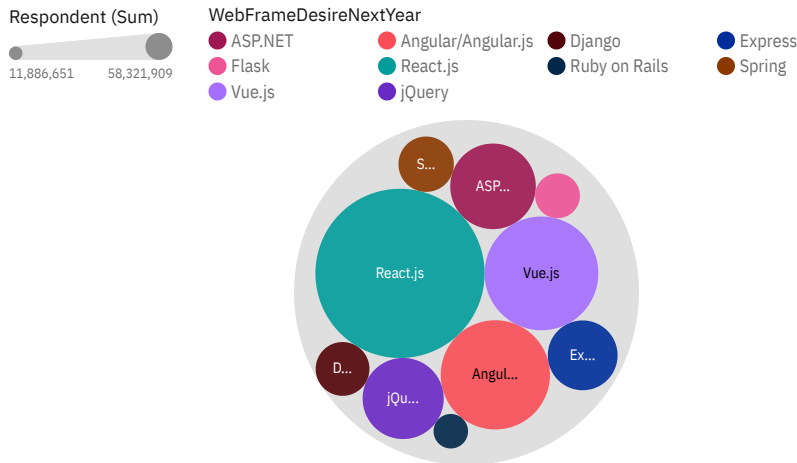 Respondent (Sum)
11,886,651 58,321,909
WebFrameDesireNextYear
ASP.NET Angular/Angular.js Django Express
Flask React.js Ruby on Rails Spring
Vue.js jQuery
S...
ASP...
React.js
Vue.js
Ex...
D...
Angul...
jQu...